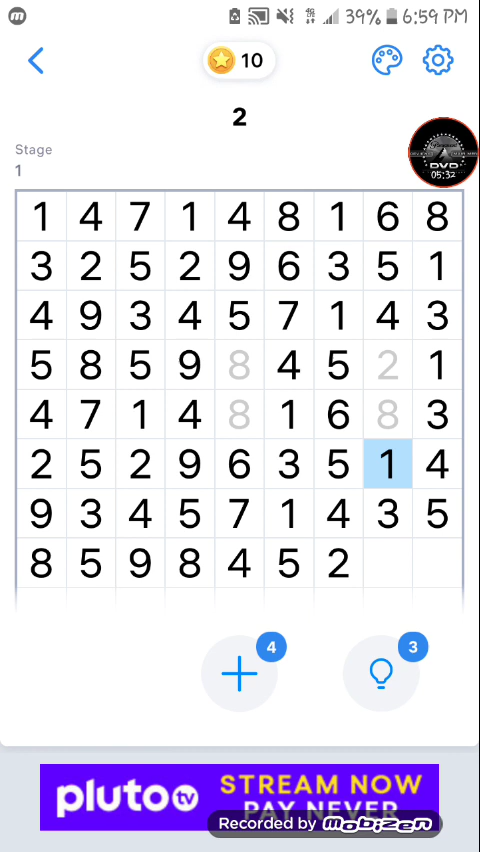 39% 6:59 PM
10
2
Stage
1
DVD
05:32
1 4 7 1 4 8 1 6 8
3 2 5 2 9 6 3 5 1
4 9 3 4 5 7 1 4 3
5 8 5 9 8 4 5 2 1
4 7 1 4 8 1 6 8 3
2 5 2 9 6 3 5 1 4
9 3 4 5 7 1 4 3 5
8 5 9 8 4 5 2
4 3
pluto tv STREAM NOW
PAY NEVER
Recorded by mobizen